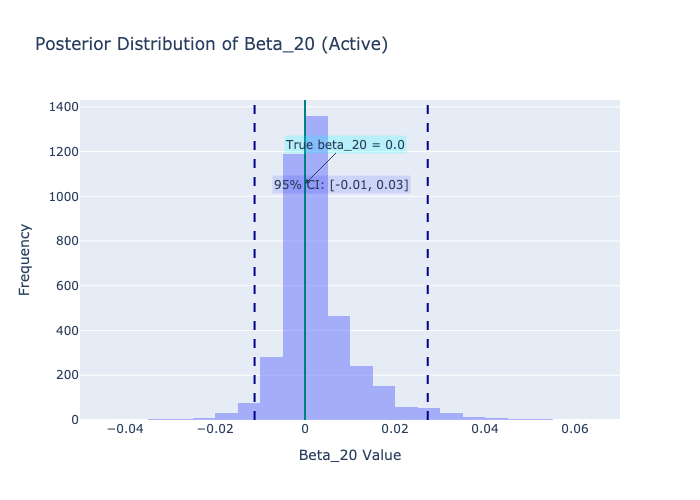 Posterior Distribution of Beta_20 (Active)
1400
1200
1000
800
600
400
200
0
Frequency
True beta_20 = 0.0
95% CI: [-0.01, 0.03]
−0.04
−0.02
0
0.02
0.04
0.06
Beta_20 Value